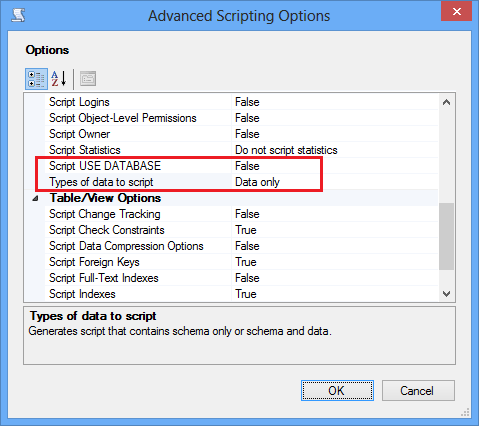 Advanced Scripting Options
Options
Script Logins False
Script Object-Level Permissions False
Script Owner False
Script Statistics Do not script statistics
Script USE DATABASE False
Types of data to script Data only
Table/View Options
Script Change Tracking False
Script Check Constraints True
Script Data Compression Options False
Script Foreign Keys True
Script Full-Text Indexes False
Script Indexes True
Types of data to script
Generates script that contains schema only or schema and data.
OK Cancel